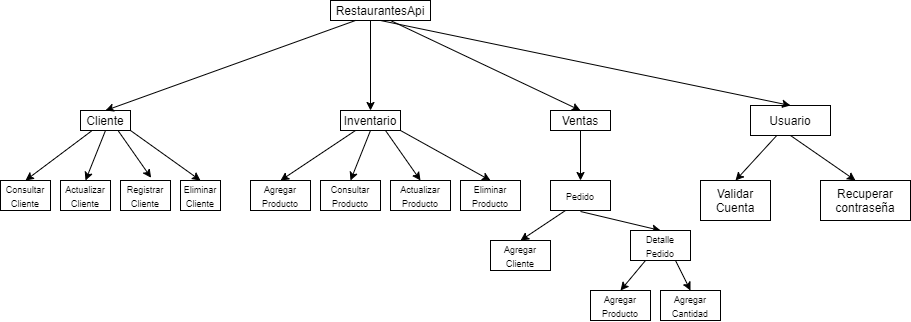 RestaurantesApi
Cliente
Inventario
Ventas
Usuario
Consultar
Cliente
Actualizar
Cliente
Registrar
Cliente
Eliminar
Cliente
Agregar
Producto
Consultar
Producto
Actualizar
Producto
Eliminar
Producto
Pedido
Validar
Cuenta
Recuperar
contraseña
Agregar
Cliente
Detalle
Pedido
Agregar
Producto
Agregar
Cantidad